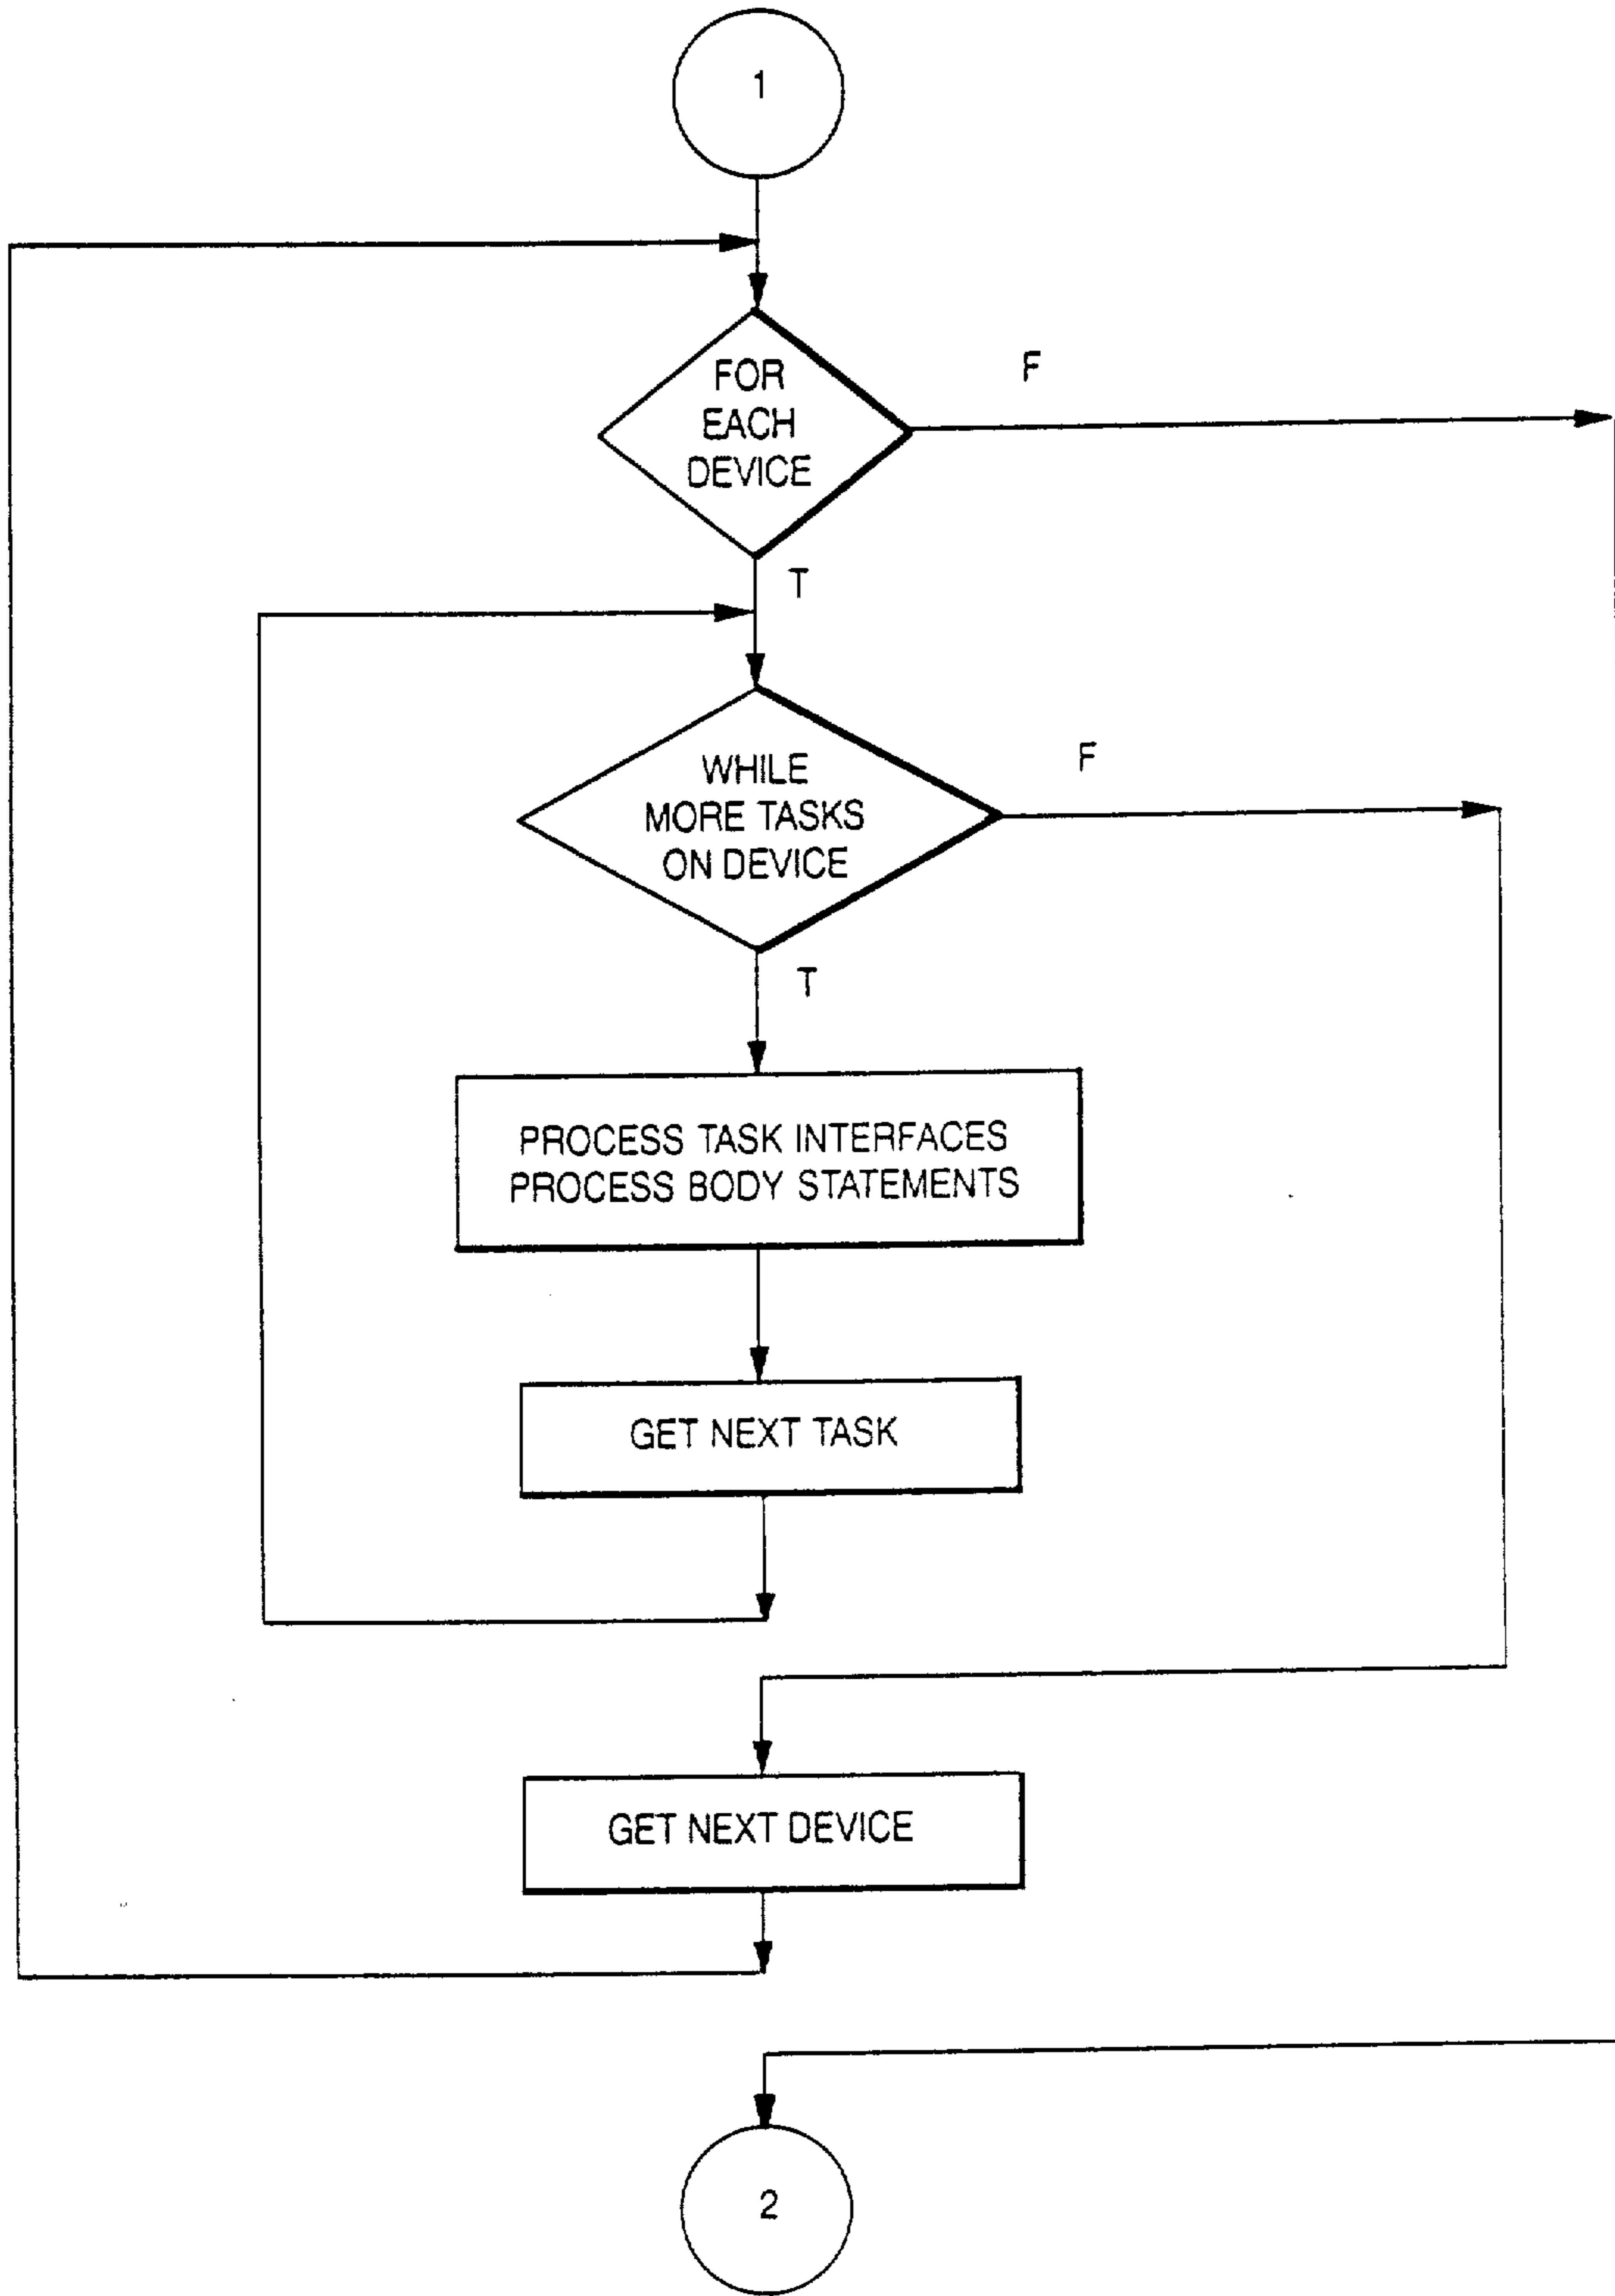 1
FOR
EACH
DEVICE
F
T
WHILE
MORE TASKS
ON DEVICE
F
T
PROCESS TASK INTERFACES
PROCESS BODY STATEMENTS
GET NEXT TASK
GET NEXT DEVICE
2